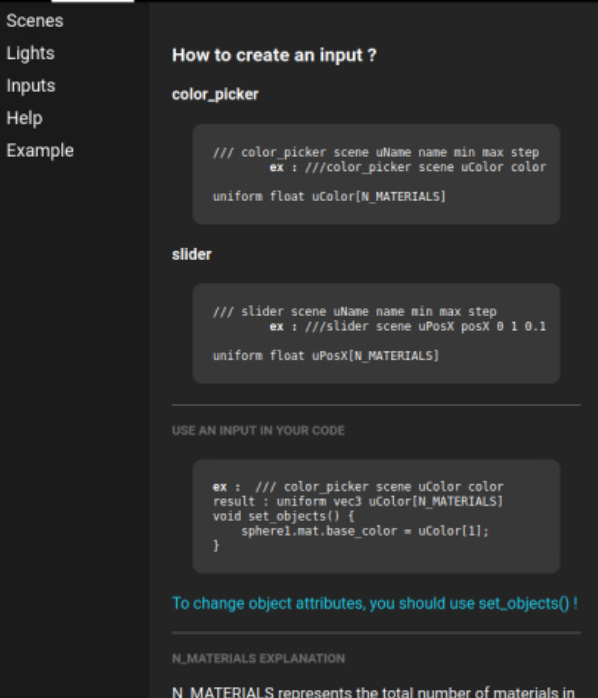 Scenes
Lights
Inputs
Help
Example
How to create an input ?
color_picker
/// color_picker scene uName name min max step
ex : ///color_picker scene uColor color
uniform float uColor[N_MATERIALS]
slider
/// slider scene uName name min max step
ex : ///slider scene uPosX posX 0 1 0.1
uniform float uPosX[N_MATERIALS]
USE AN INPUT IN YOUR CODE
ex :  /// color_picker scene uColor color
result : uniform vec3 uColor[N_MATERIALS]
void set_objects() {
    sphere1.mat.base_color = uColor[1];
}
To change object attributes, you should use set_objects() !
N_MATERIALS EXPLANATION
N_MATERIALS represents the total number of materials in